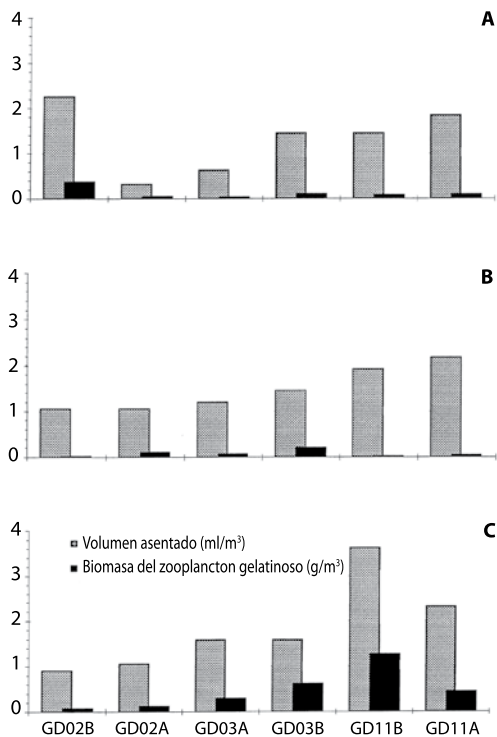 4
A
3
2
1
0
4
B
3
2
1
0
4
C
Volumen asentado (ml/m³)
3
Biomasa del zooplancton gelatinoso (g/m³)
2
1
0
GD02B GD02A GD03A GD03B GD11B GD11A